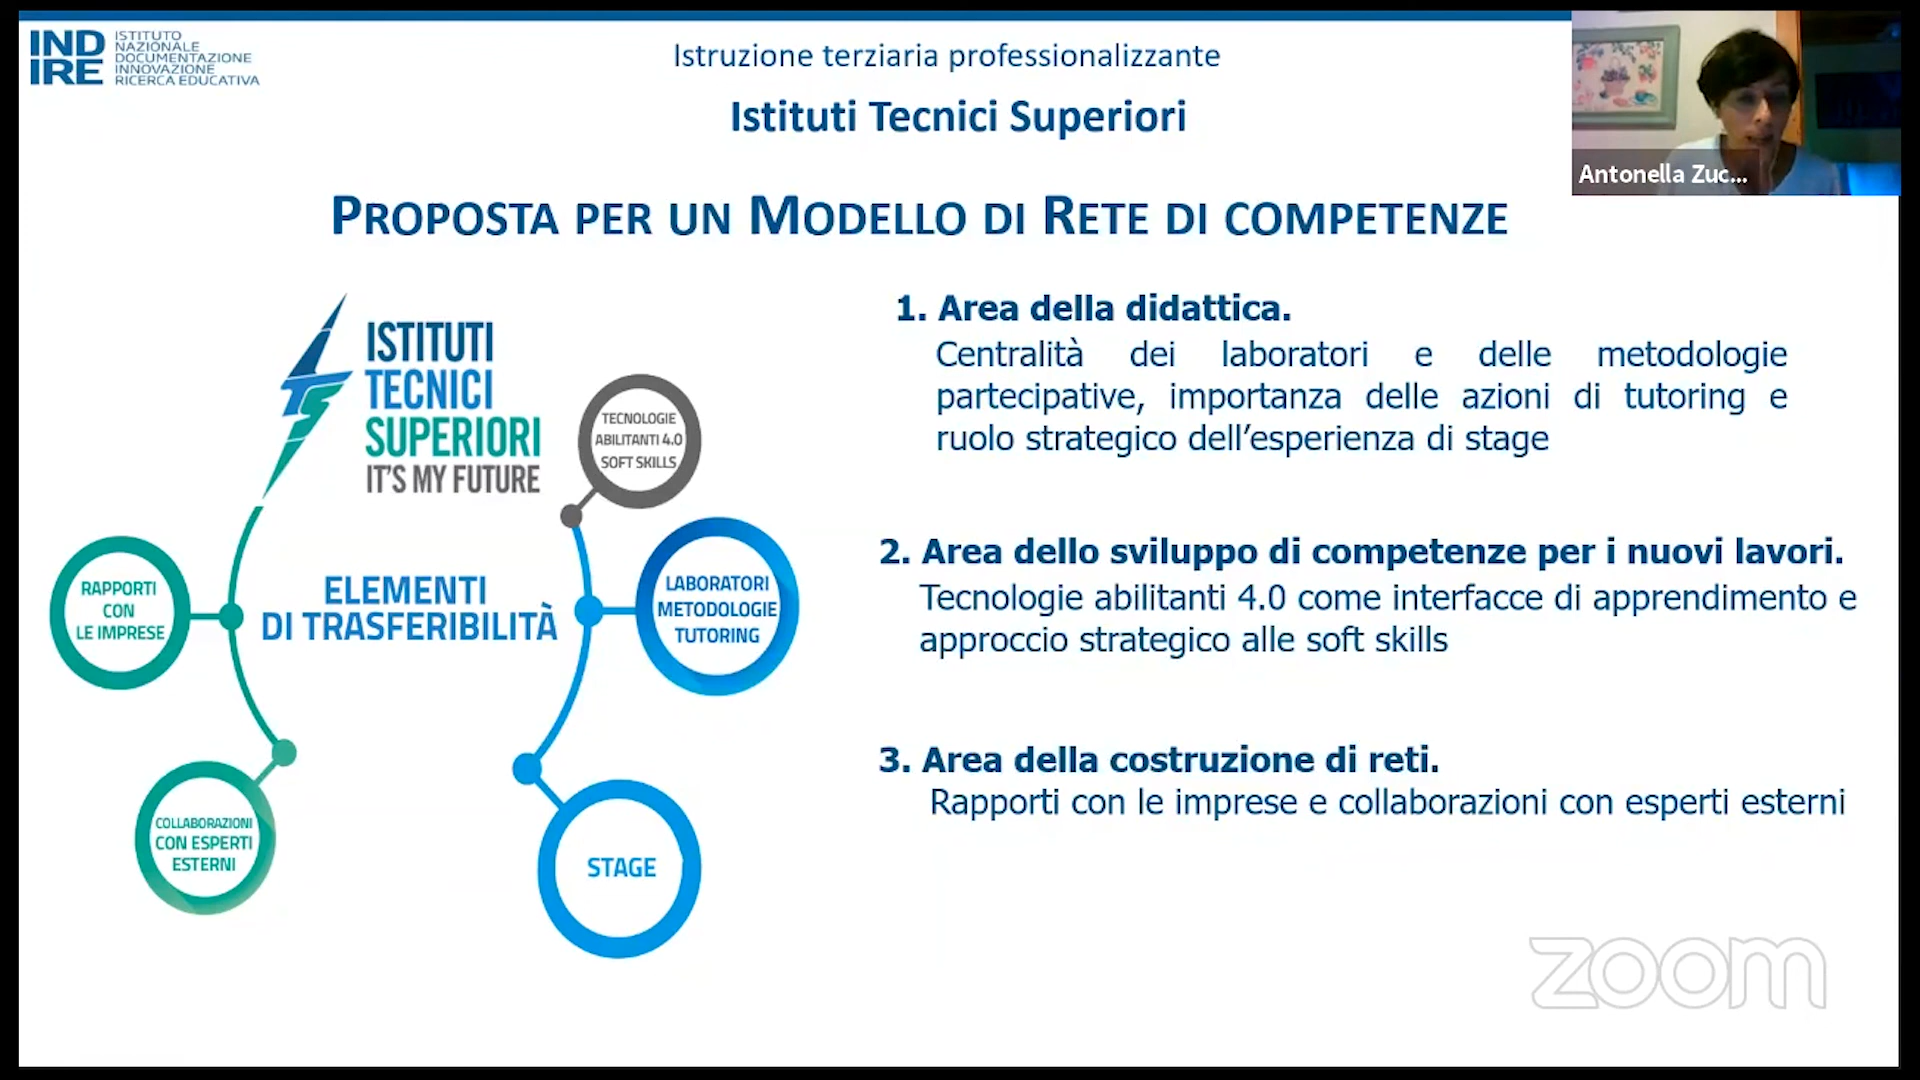 IND
IRE
ISTITUTO
NAZIONALE
DOCUMENTAZIONE
INNOVAZIONE
RICERCA EDUCATIVA
Istruzione terziaria professionalizzante
Istituti Tecnici Superiori
Antonella Zuc...
PROPOSTA PER UN MODELLO DI RETE DI COMPETENZE
ITS
ISTITUTI
TECNICI
SUPERIORI
IT'S MY FUTURE
TECNOLOGIE
ABILITANTI 4.0
SOFT SKILLS
RAPPORTI
CON
LE IMPRESE
ELEMENTI
DI TRASFERIBILITÀ
LABORATORI
METODOLOGIE
TUTORING
COLLABORAZIONI
CON ESPERTI
ESTERNI
STAGE
1. Area della didattica.
Centralità dei laboratori e delle metodologie
partecipative, importanza delle azioni di tutoring e
ruolo strategico dell’esperienza di stage
2. Area dello sviluppo di competenze per i nuovi lavori.
Tecnologie abilitanti 4.0 come interfacce di apprendimento e
approccio strategico alle soft skills
3. Area della costruzione di reti.
Rapporti con le imprese e collaborazioni con esperti esterni
zoom